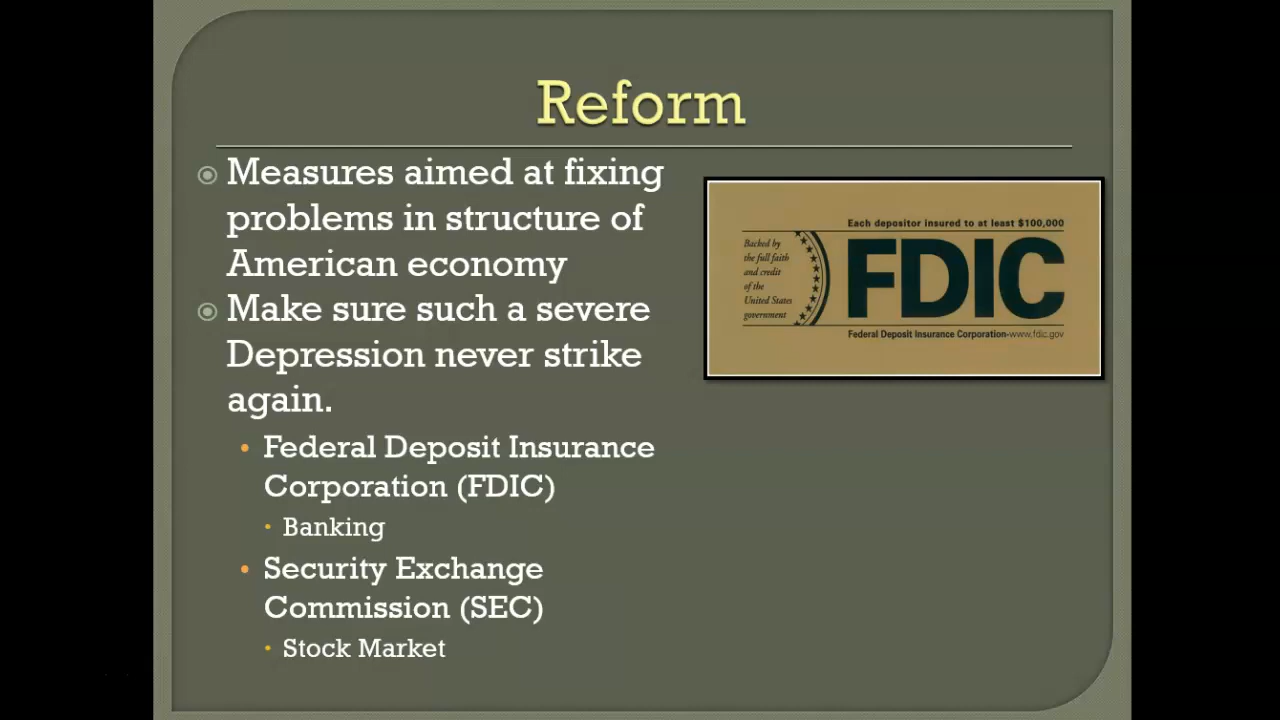 Reform
Measures aimed at fixing
problems in structure of
American economy
Make sure such a severe
Depression never strike
again.
Federal Deposit Insurance
Corporation (FDIC)
Banking
Security Exchange
Commission (SEC)
Stock Market
Each depositor insured to at least $100,000
Backed by
the full faith
and credit
of the
United States
government
FDIC
Federal Deposit Insurance Corporation-www.fdic.gov